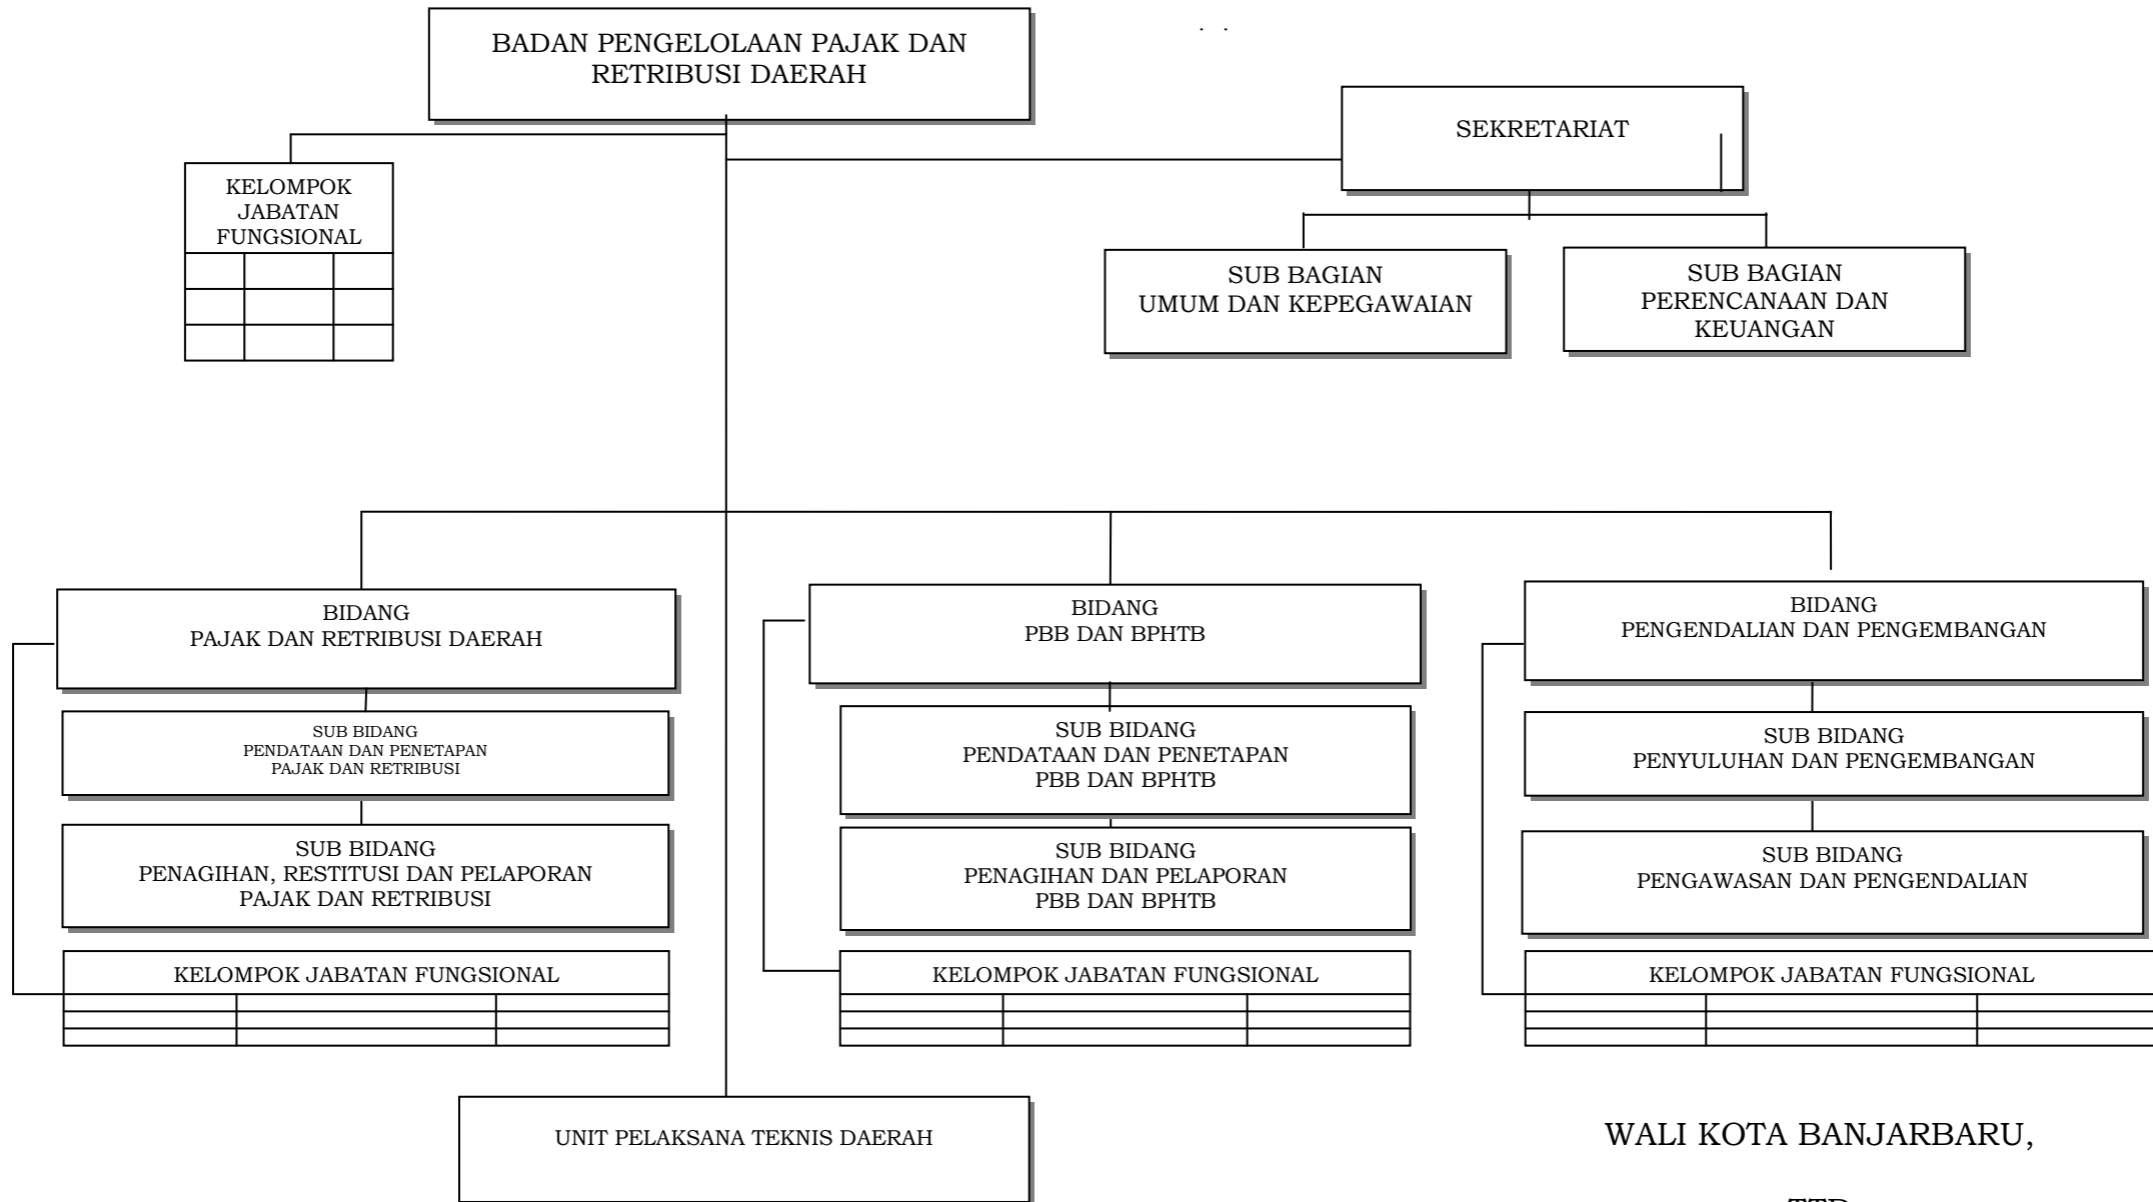 BADAN PENGELOLAAN PAJAK DAN
RETRIBUSI DAERAH
SEKRETARIAT
KELOMPOK
JABATAN
FUNGSIONAL
SUB BAGIAN
UMUM DAN KEPEGAWAIAN
SUB BAGIAN
PERENCANAAN DAN
KEUANGAN
BIDANG
PAJAK DAN RETRIBUSI DAERAH
BIDANG
PBB DAN BPHTB
BIDANG
PENGENDALIAN DAN PENGEMBANGAN
SUB BIDANG
PENDATAAN DAN PENETAPAN
PAJAK DAN RETRIBUSI
SUB BIDANG
PENDATAAN DAN PENETAPAN
PBB DAN BPHTB
SUB BIDANG
PENYULUHAN DAN PENGEMBANGAN
SUB BIDANG
PENAGIHAN, RESTITUSI DAN PELAPORAN
PAJAK DAN RETRIBUSI
SUB BIDANG
PENAGIHAN DAN PELAPORAN
PBB DAN BPHTB
SUB BIDANG
PENGAWASAN DAN PENGENDALIAN
KELOMPOK JABATAN FUNGSIONAL
KELOMPOK JABATAN FUNGSIONAL
KELOMPOK JABATAN FUNGSIONAL
UNIT PELAKSANA TEKNIS DAERAH
WALI KOTA BANJARBARU,